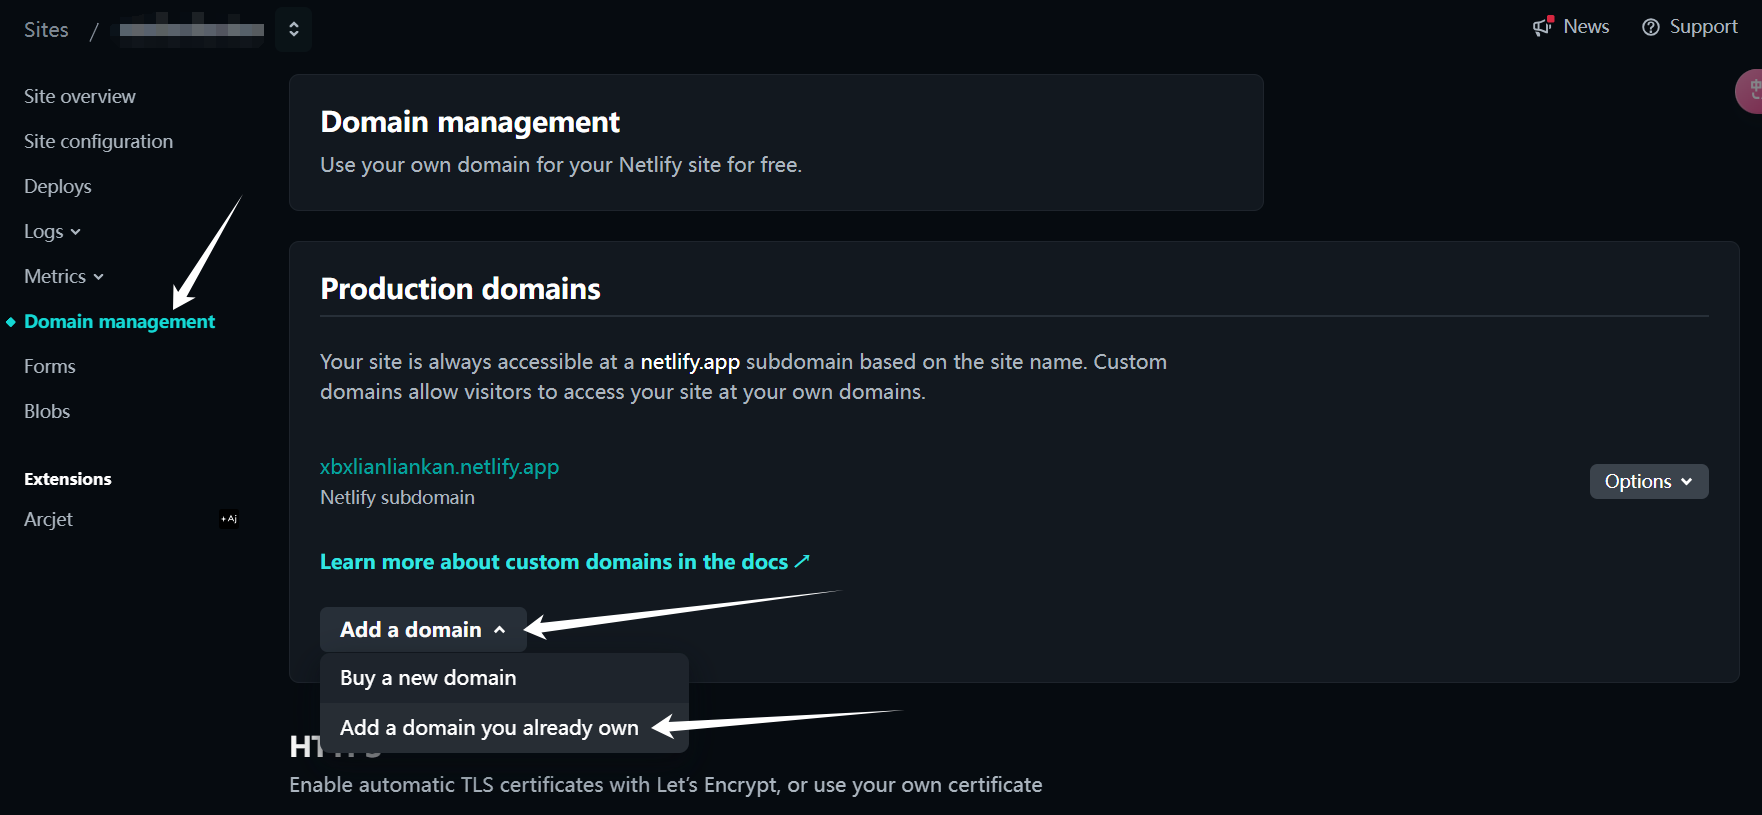 Sites /
News
Support
Site overview
Site configuration
Deploys
Logs
Metrics
Domain management
Forms
Blobs
Extensions
Arcjet
+Aj
Domain management
Use your own domain for your Netlify site for free.
Production domains
Your site is always accessible at a netlify.app subdomain based on the site name. Custom
domains allow visitors to access your site at your own domains.
xbxlianliankan.netlify.app
Netlify subdomain
Options
Learn more about custom domains in the docs ↗
Add a domain
Buy a new domain
Add a domain you already own
Enable automatic TLS certificates with Let's Encrypt, or use your own certificate